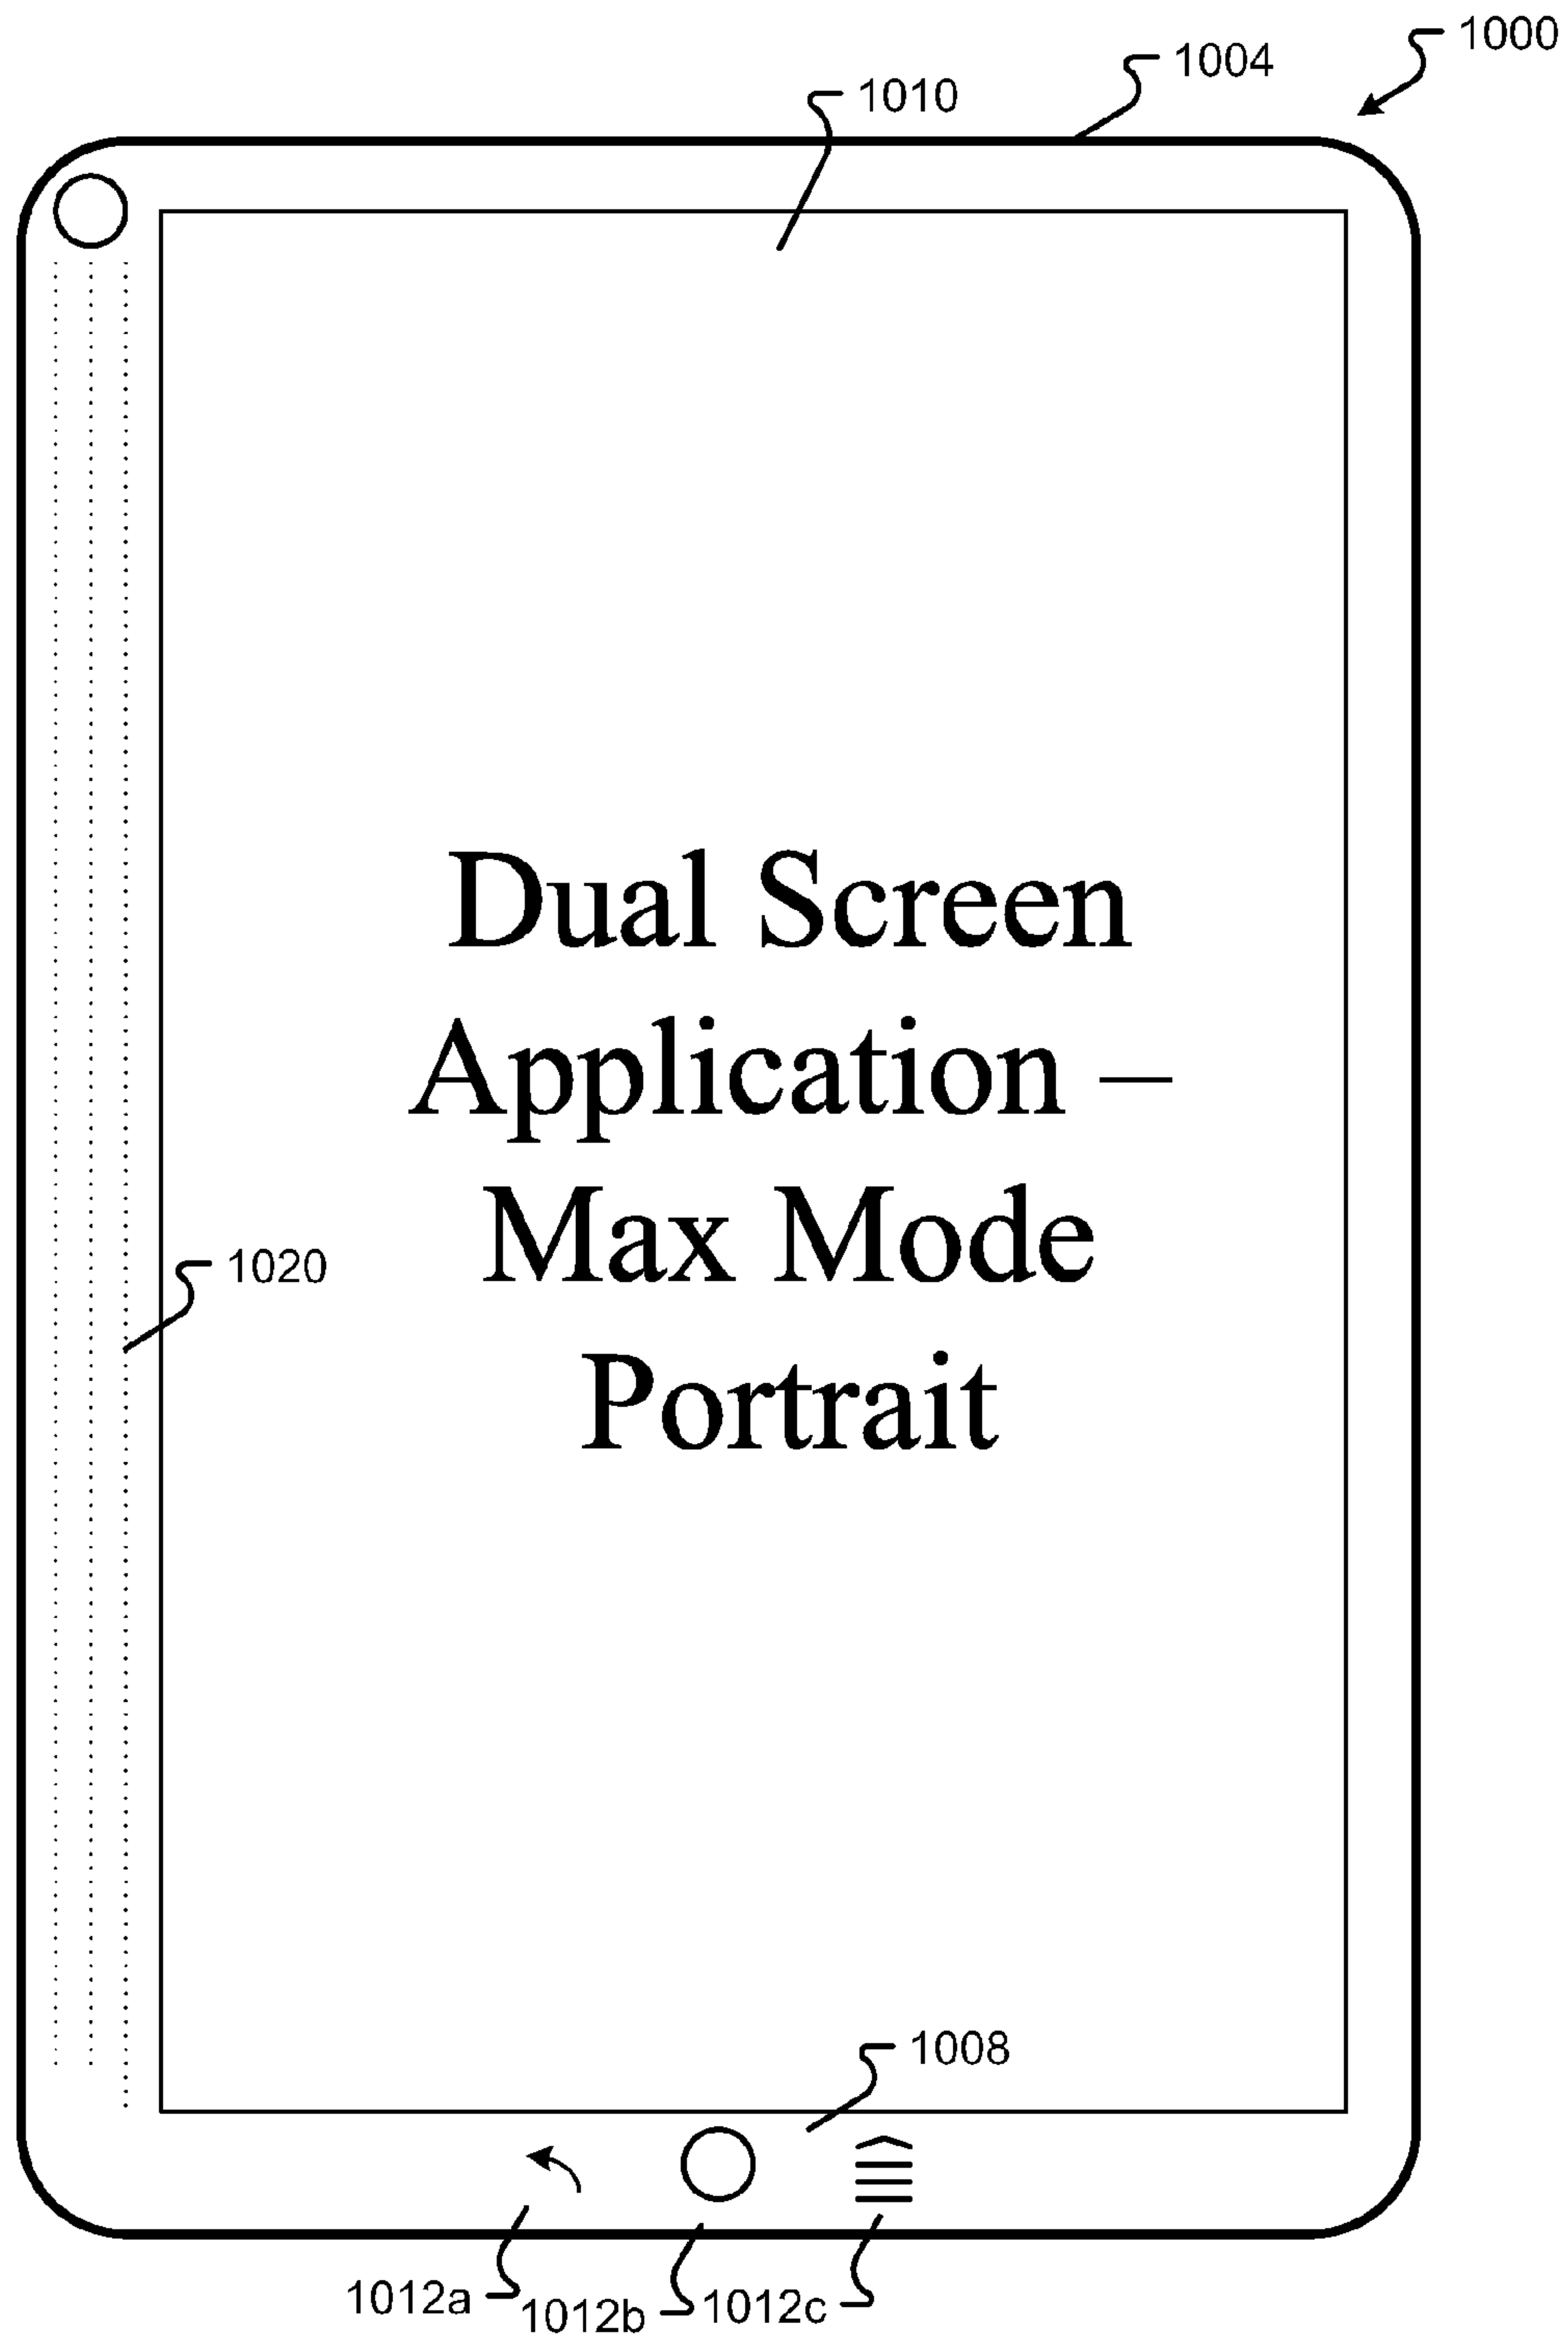 1000
1004
1010
Dual Screen
Application –
Max Mode
Portrait
1020
1008
1012a
1012b
1012c